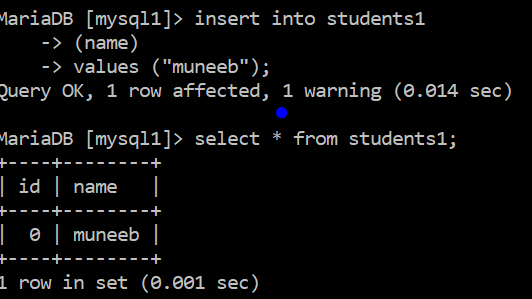 MariaDB [mysql1]> insert into students1
    -> (name)
    -> values ("muneeb");
Query OK, 1 row affected, 1 warning (0.014 sec)

MariaDB [mysql1]> select * from students1;
+----+--------+
| id | name   |
+----+--------+
|  0 | muneeb |
+----+--------+
1 row in set (0.001 sec)